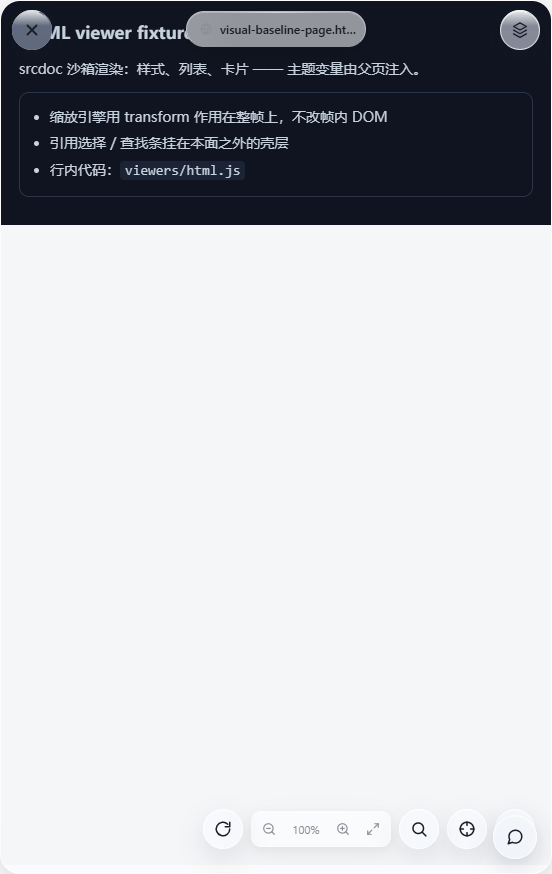 ML viewer fixture
visual-baseline-page.ht...
srcdoc 沙箱渲染：样式、列表、卡片 —— 主题变量由父页注入。
缩放引擎用 transform 作用在整帧上，不改帧内 DOM
引用选择 / 查找条挂在本面之外的壳层
行内代码： viewers/html.js
100%